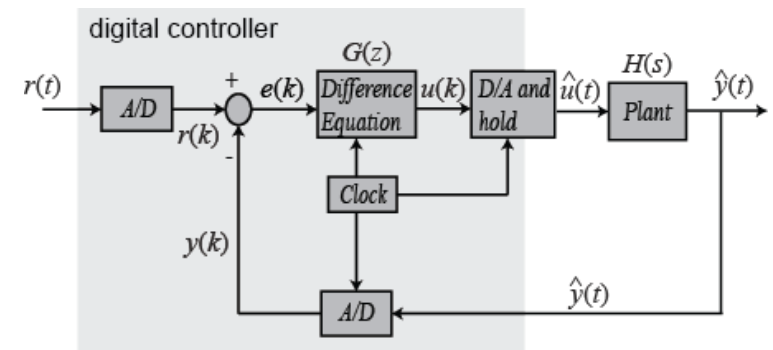 digital controller
G(z)
H(s)
r(t)
A/D
r(k)
+
-
e(k)
Difference
Equation
u(k)
D/A and
hold
û(t)
Plant
ŷ(t)
Clock
y(k)
A/D
ŷ(t)